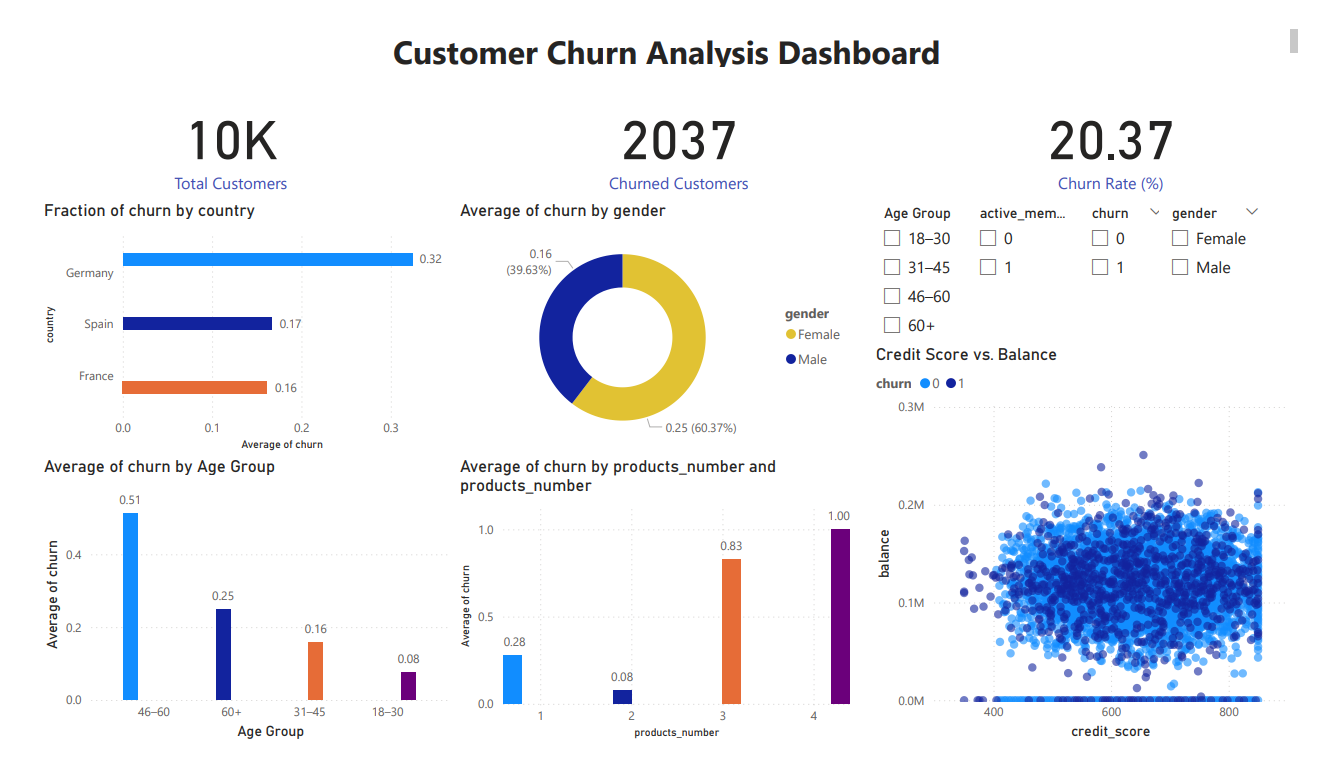 Customer Churn Analysis Dashboard
10K
Total Customers
2037
Churned Customers
20.37
Churn Rate (%)
Fraction of churn by country
country
Germany
Spain
France
0.32
0.17
0.16
0.0
0.1
0.2
0.3
Average of churn
Average of churn by gender
0.16
(39.63%)
0.25 (60.37%)
gender
Female
Male
Age Group
18–30
31–45
46–60
60+
active_mem...
0
1
churn
0
1
gender
Female
Male
Average of churn by Age Group
Average of churn
0.4
0.2
0.0
0.51
0.25
0.16
0.08
46–60
60+
31–45
18–30
Age Group
Average of churn by products_number and
products_number
Average of churn
1.0
0.5
0.0
0.28
0.08
0.83
1.00
1
2
3
4
products_number
Credit Score vs. Balance
churn 0 1
balance
0.3M
0.2M
0.1M
0.0M
400
600
800
credit_score